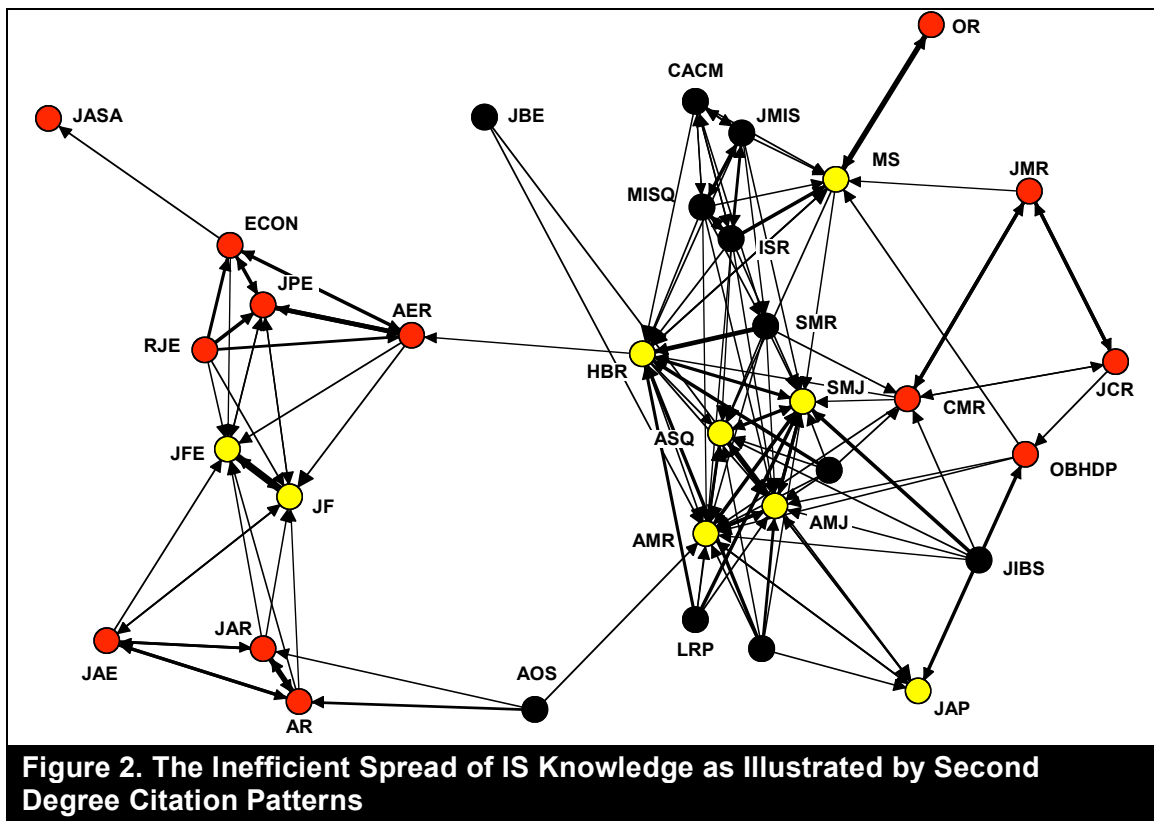 OR
CACM
JASA
JBE
JMIS
MS
JMR
MISQ
ECON
ISR
JPE
AER
SMR
RJE
HBR
SMJ
CMR
JCR
ASQ
JFE
OBHDP
JF
AMJ
AMR
JIBS
JAR
LRP
JAE
AOS
JAP
AR
Figure 2. The Inefficient Spread of IS Knowledge as Illustrated by Second
Degree Citation Patterns